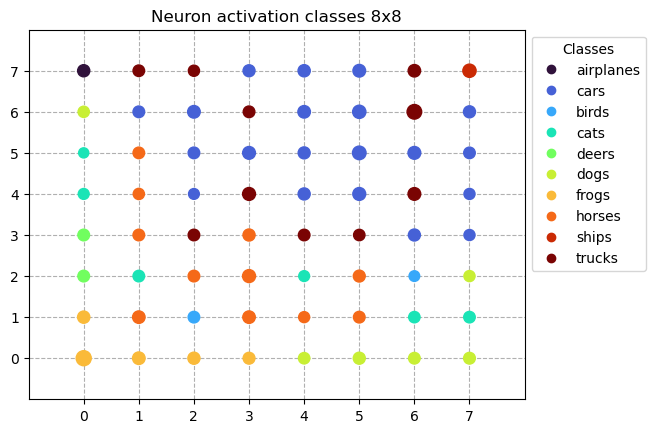 Neuron activation classes 8x8
7
6
5
4
3
2
1
0
0 1 2 3 4 5 6 7
Classes
airplanes
cars
birds
cats
deers
dogs
frogs
horses
ships
trucks